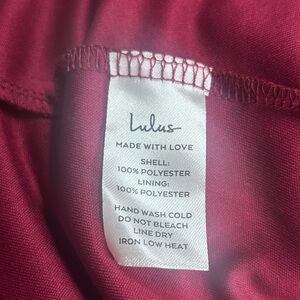 Lulus
MADE WITH LOVE
SHELL:
100% POLYESTER
LINING:
100% POLYESTER
HAND WASH COLD
DO NOT BLEACH
LINE DRY
IRON LOW HEAT